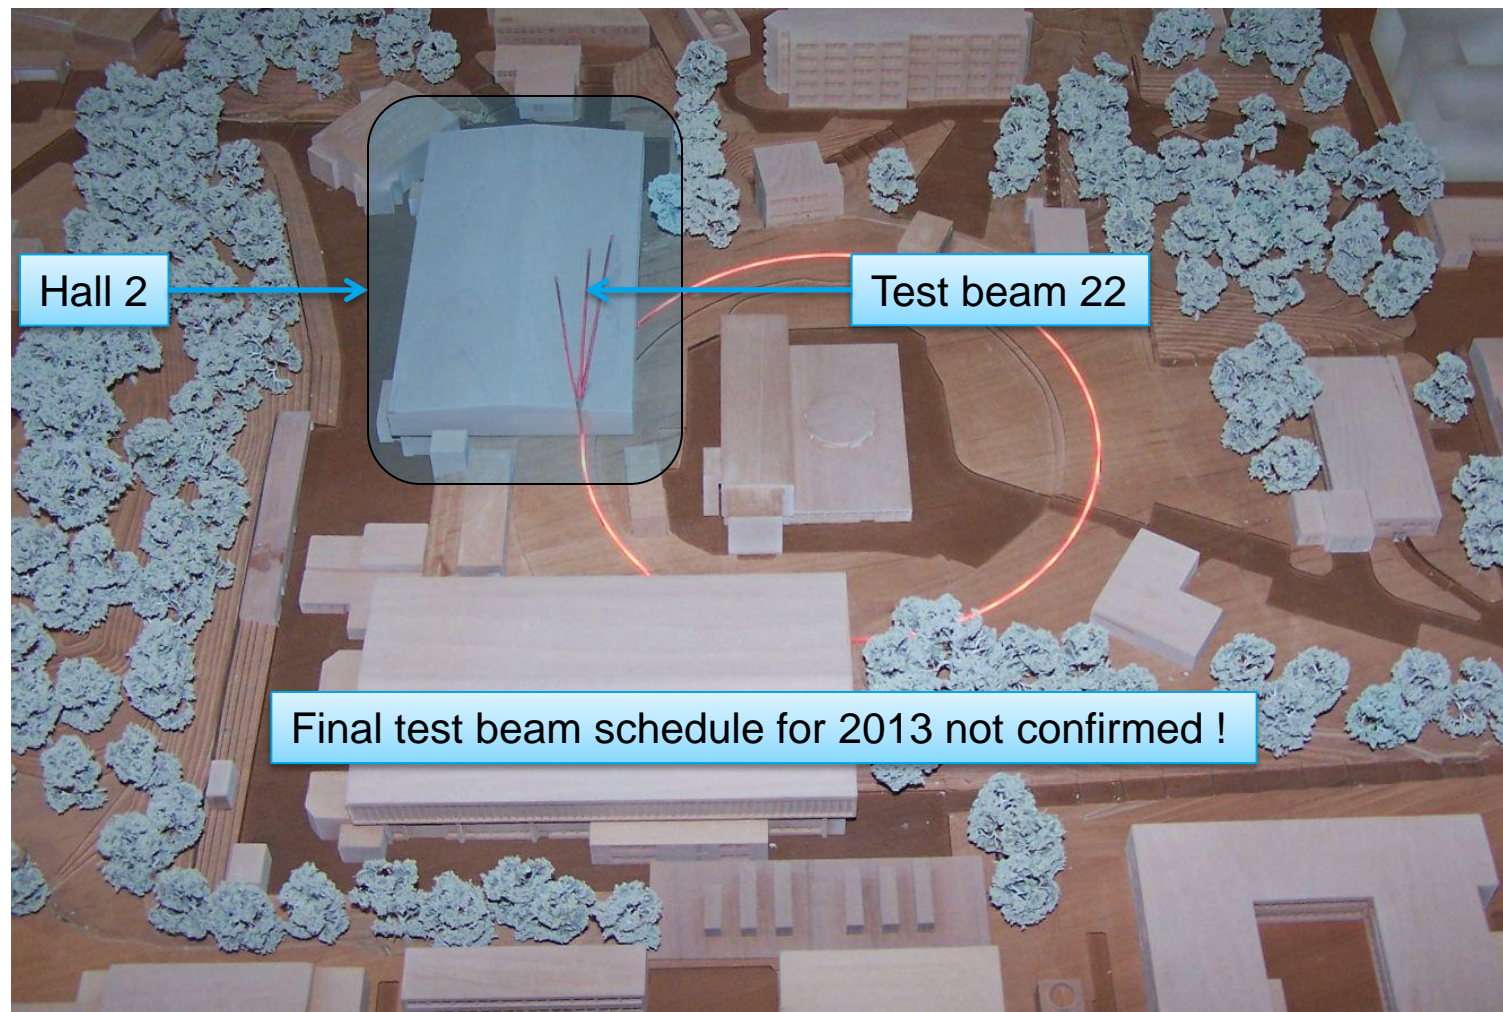 Hall 2
Test beam 22
Final test beam schedule for 2013 not confirmed !